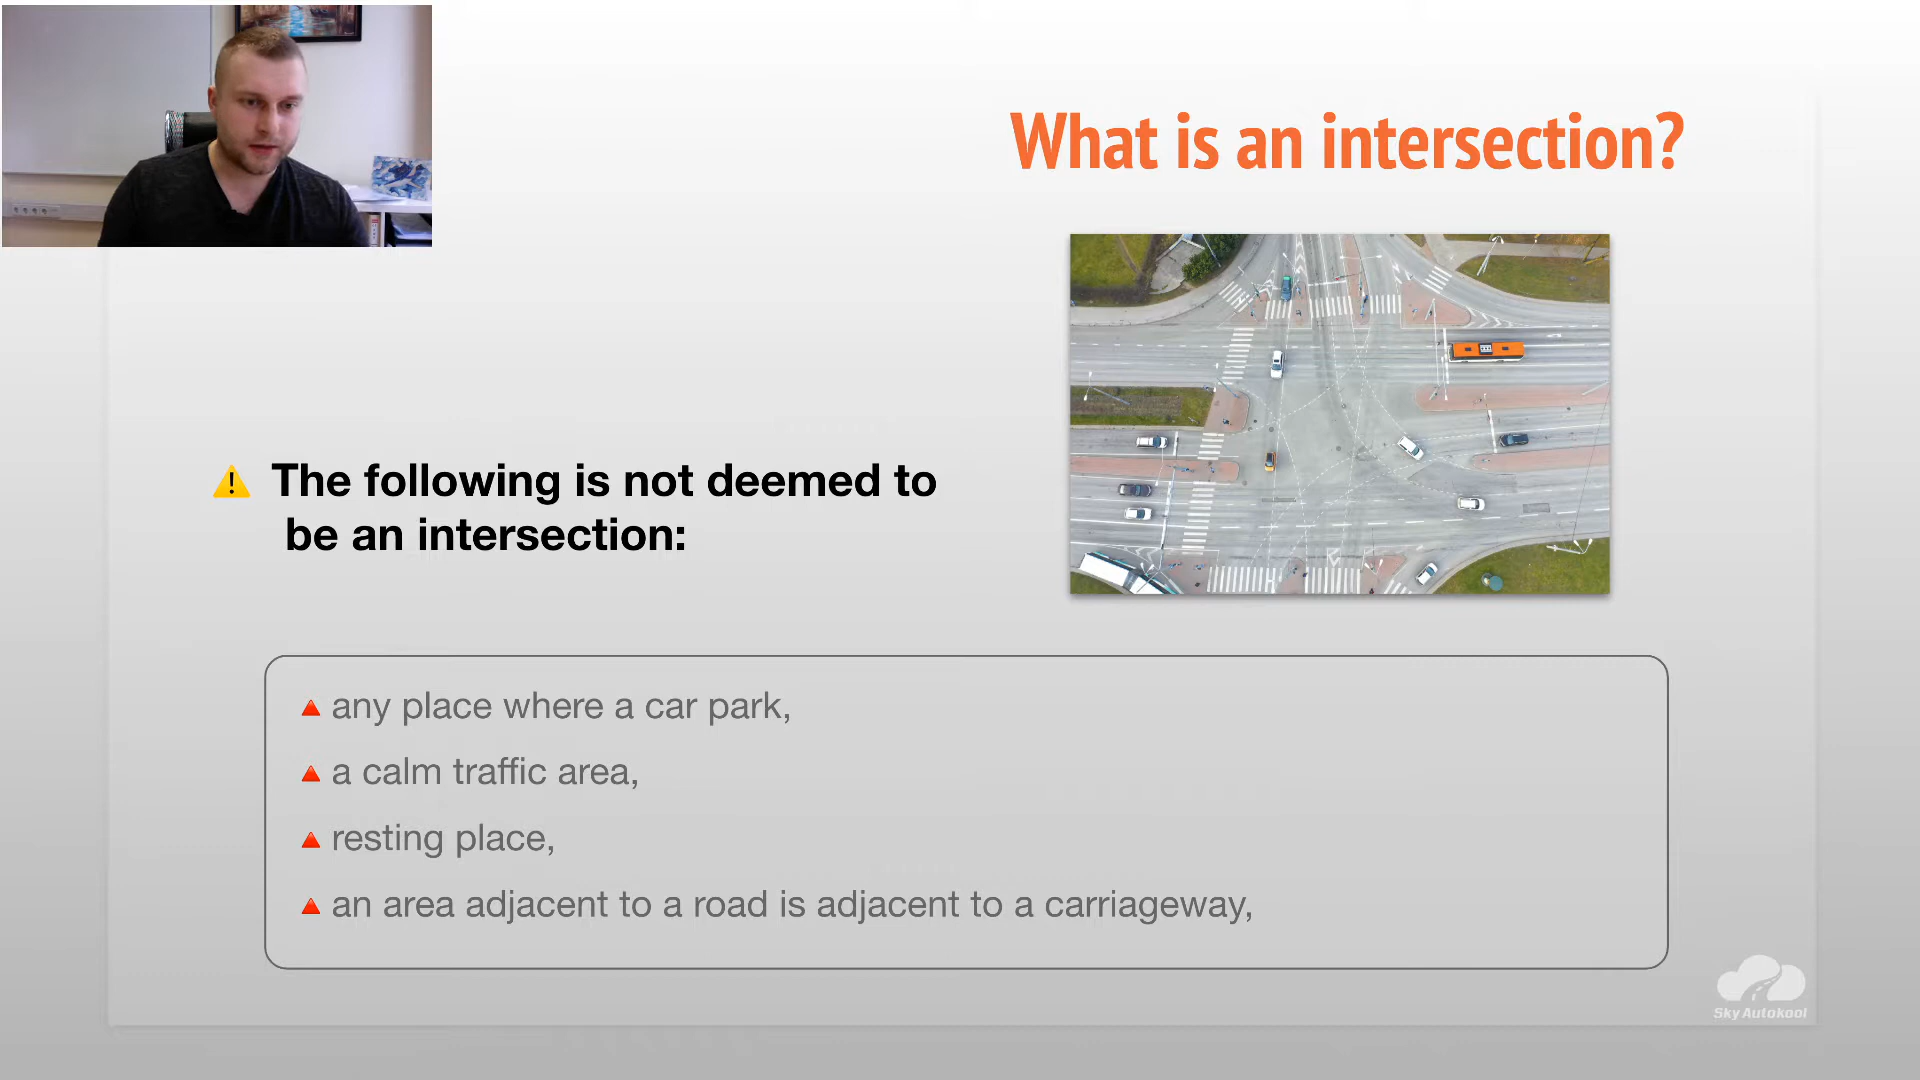 What is an intersection?
The following is not deemed to
be an intersection:
any place where a car park,
a calm traffic area,
resting place,
an area adjacent to a road is adjacent to a carriageway,
Sky Autokool